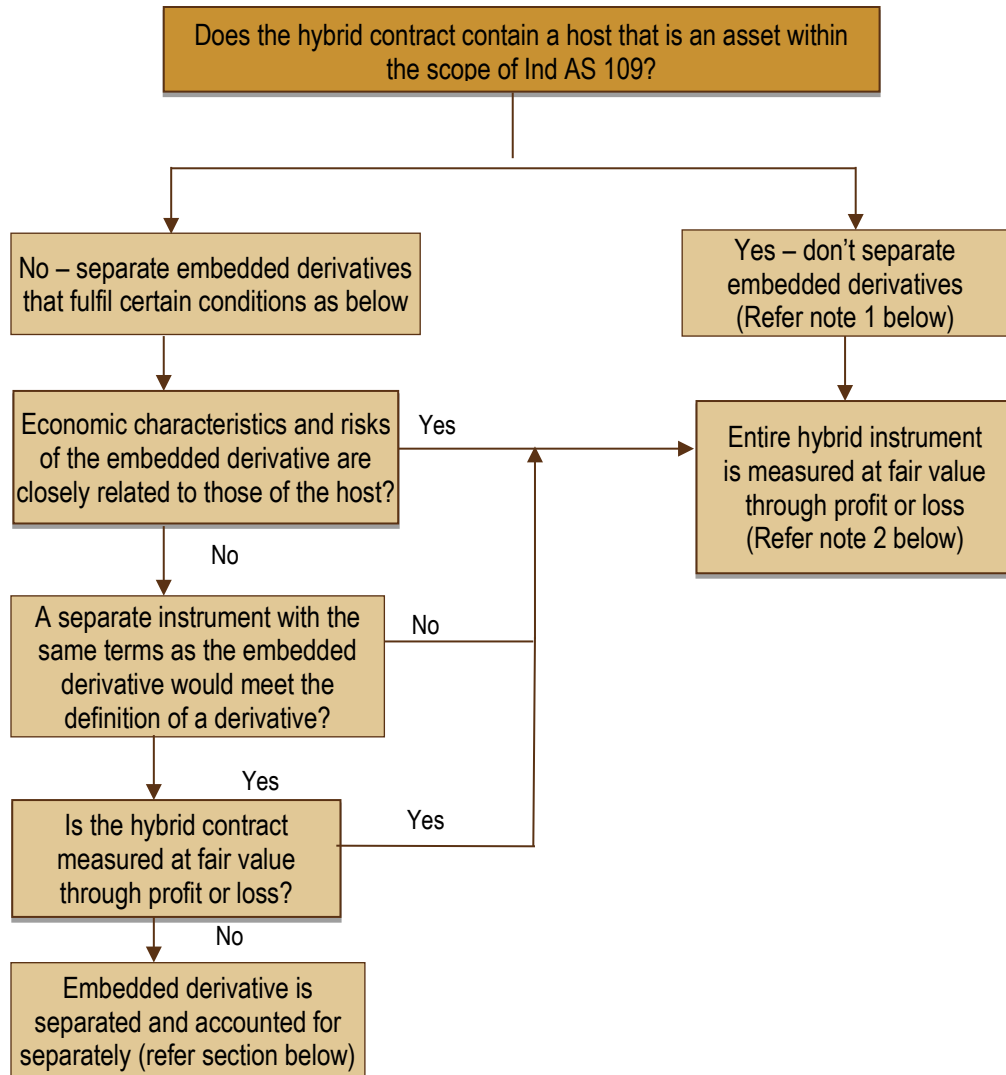 Does the hybrid contract contain a host that is an asset within
the scope of Ind AS 109?
No – separate embedded derivatives
that fulfil certain conditions as below
Yes – don’t separate
embedded derivatives
(Refer note 1 below)
Economic characteristics and risks
of the embedded derivative are
closely related to those of the host?
Yes
Entire hybrid instrument
is measured at fair value
through profit or loss
(Refer note 2 below)
No
A separate instrument with the
same terms as the embedded
derivative would meet the
definition of a derivative?
No
Yes
Is the hybrid contract
measured at fair value
through profit or loss?
Yes
No
Embedded derivative is
separated and accounted for
separately (refer section below)